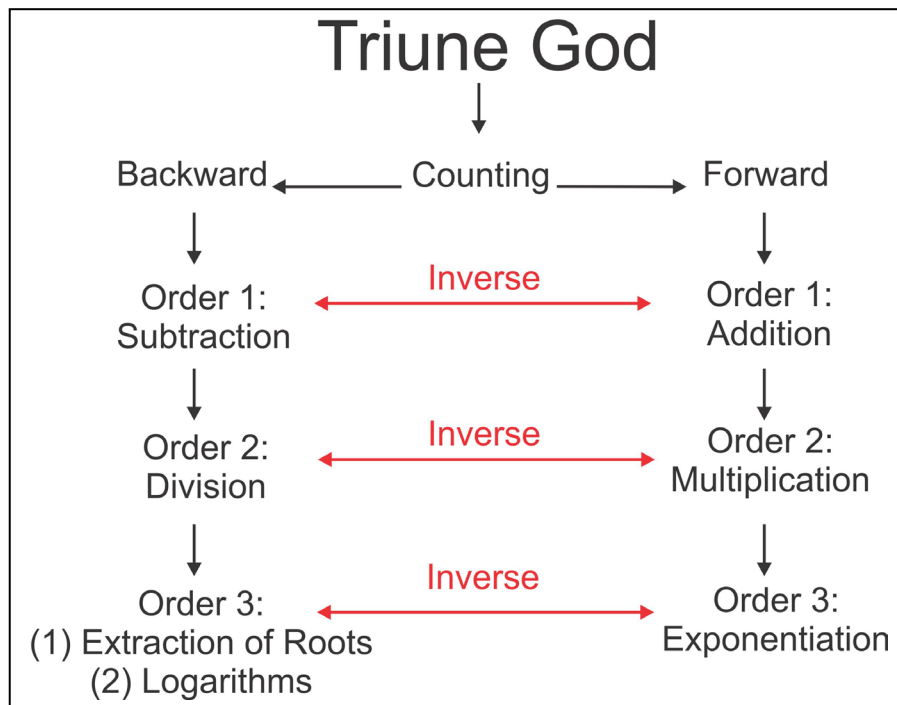 Triune God
Backward
Counting
Forward
Inverse
Order 1:
Subtraction
Order 1:
Addition
Inverse
Order 2:
Division
Order 2:
Multiplication
Inverse
Order 3:
(1) Extraction of Roots
(2) Logarithms
Order 3:
Exponentiation